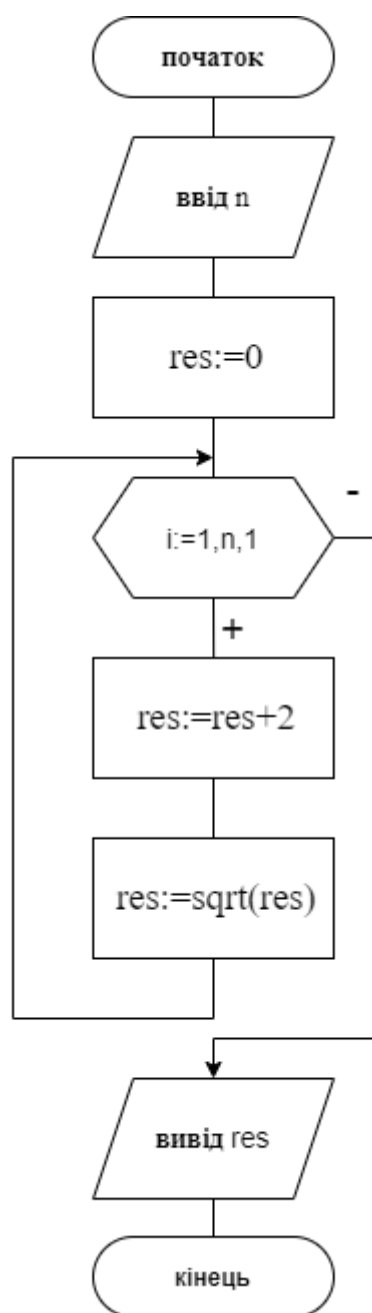 початок
ввід n
res:=0
i:=1,n,1
-
+
res:=res+2
res:=sqrt(res)
вивід res
кінець